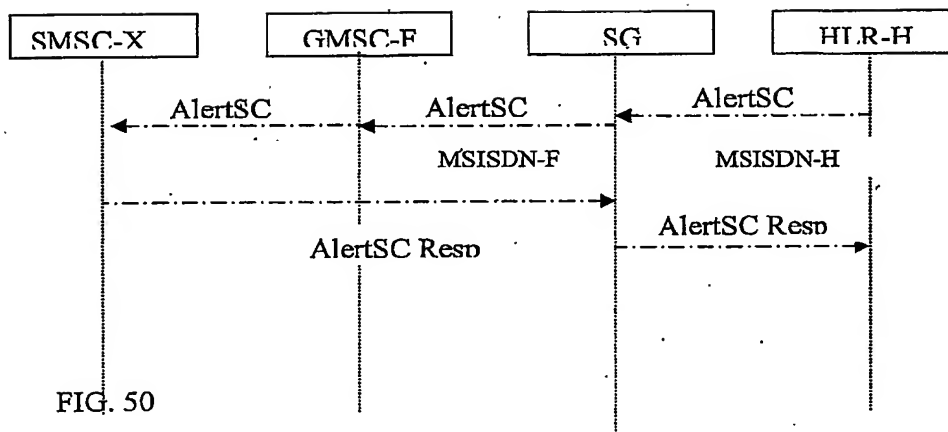 SMSC-X GMSC-F SG HLR-H
AlertSC AlertSC AlertSC
MSISDN-F MSISDN-H
AlertSC Resp
AlertSC Resp
FIG. 50